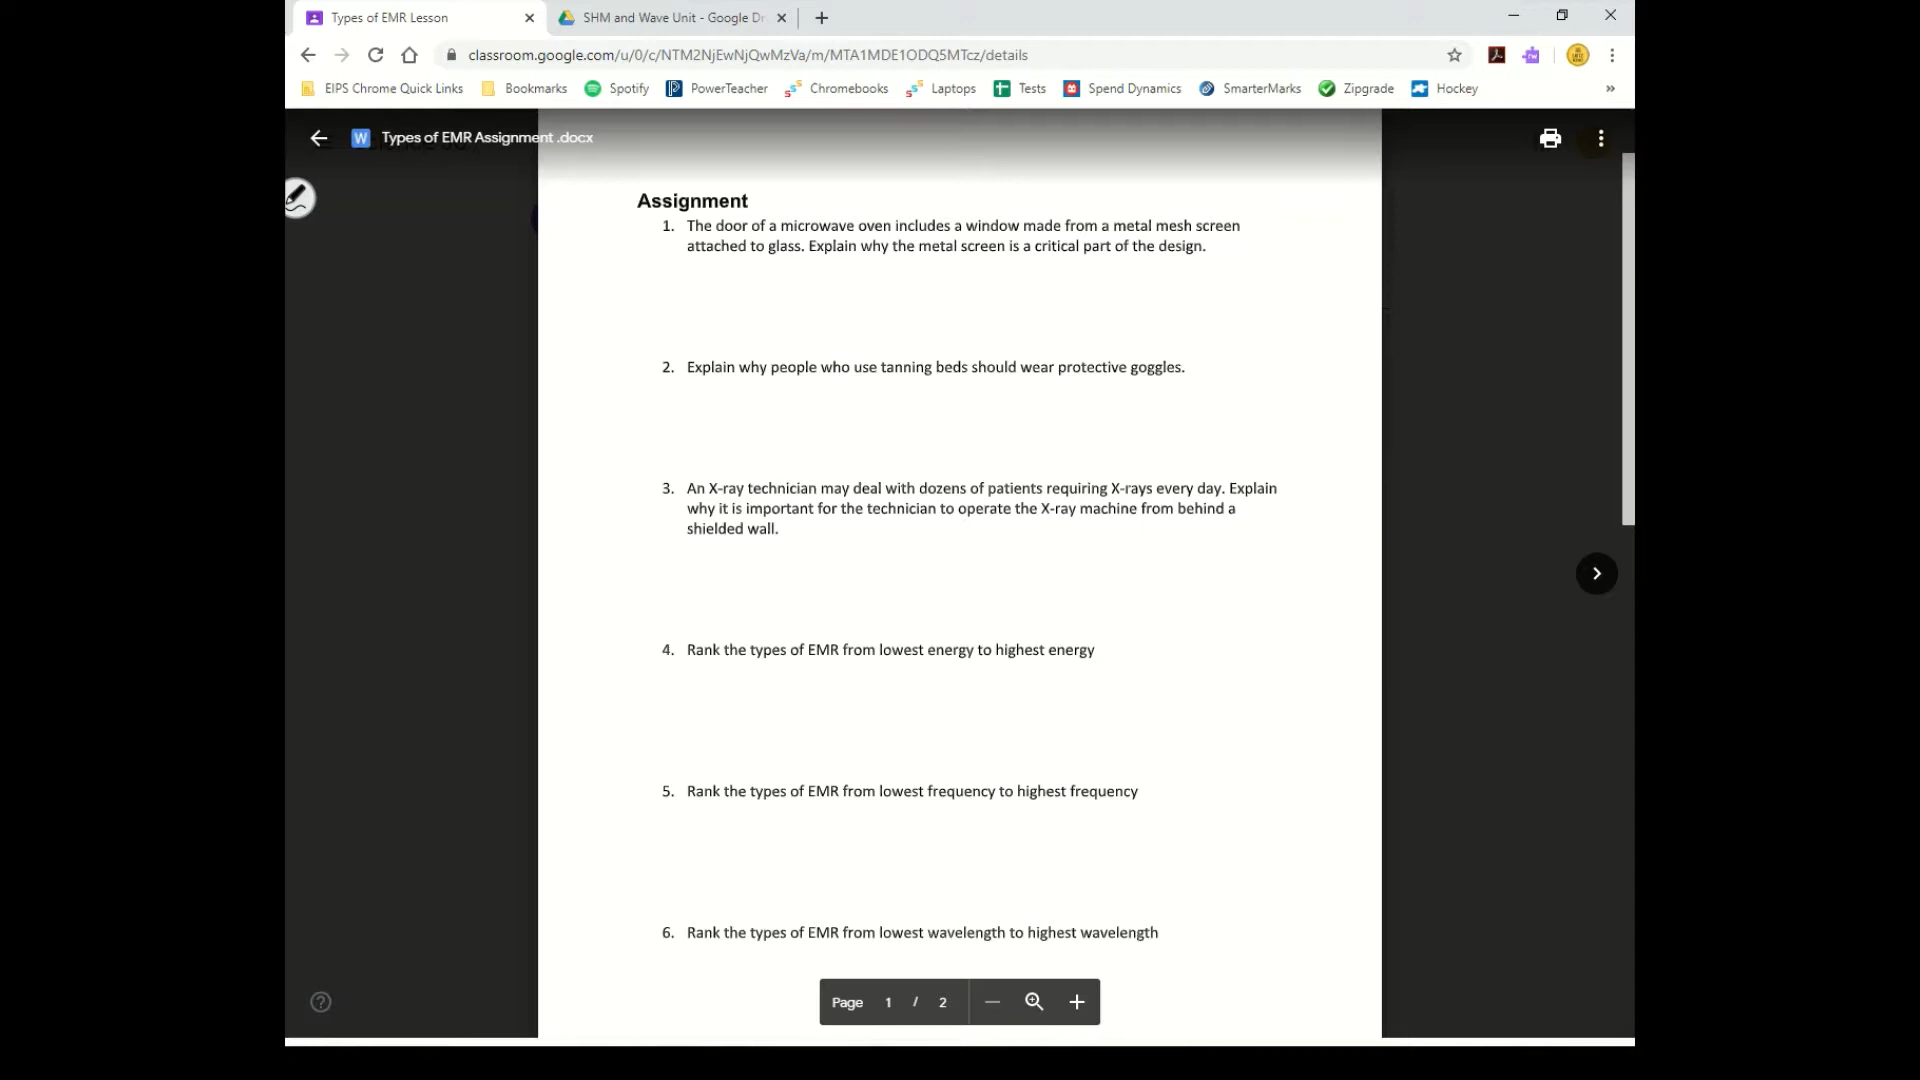 Types of EMR Lesson
SHM and Wave Unit - Google Dr
classroom.google.com/u/0/c/NTM2NjEwNjQwMzVa/m/MTA1MDE1ODQ5MTcz/details
EIPS Chrome Quick Links Bookmarks Spotify PowerTeacher Chromebooks Laptops Tests Spend Dynamics SmarterMarks Zipgrade Hockey »
W Types of EMR Assignment .docx
Assignment
1. The door of a microwave oven includes a window made from a metal mesh screen
attached to glass. Explain why the metal screen is a critical part of the design.
2. Explain why people who use tanning beds should wear protective goggles.
3. An X-ray technician may deal with dozens of patients requiring X-rays every day. Explain
why it is important for the technician to operate the X-ray machine from behind a
shielded wall.
4. Rank the types of EMR from lowest energy to highest energy
5. Rank the types of EMR from lowest frequency to highest frequency
6. Rank the types of EMR from lowest wavelength to highest wavelength
Page 1 / 2